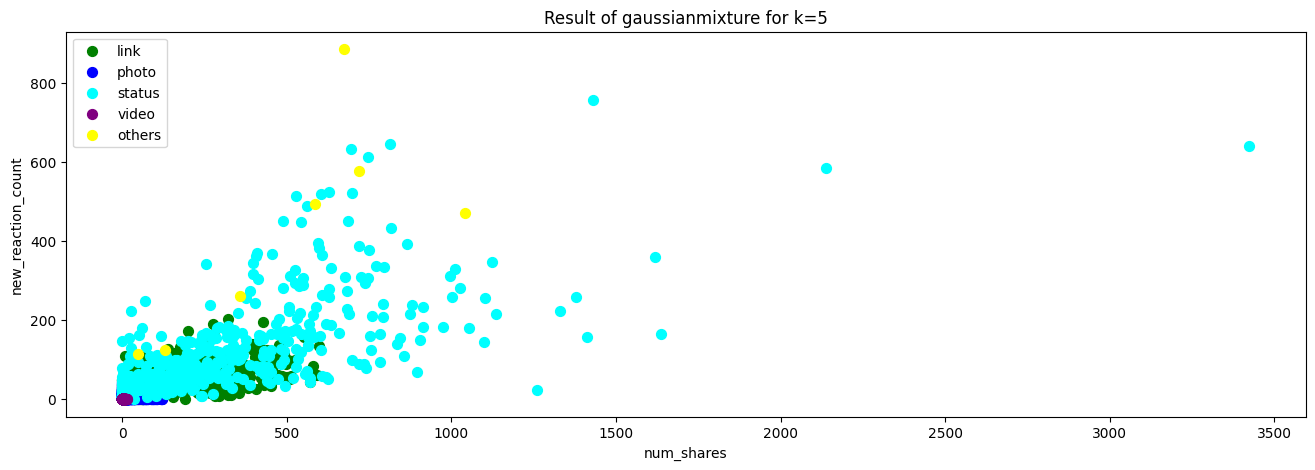 Result of gaussianmixture for k=5
link
photo
status
video
others
new_reaction_count
800
600
400
200
0
0 500 1000 1500 2000 2500 3000 3500
num_shares